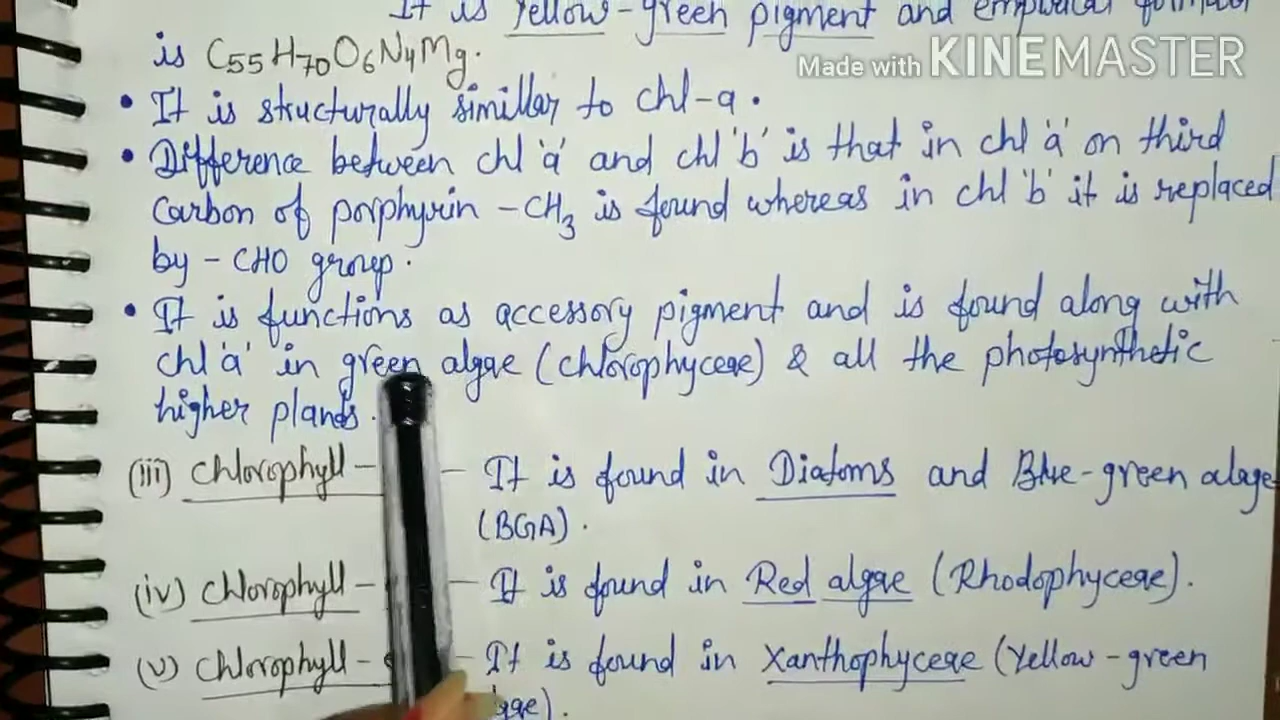 It is Yellow-green pigment and empirical formula
Made with KINEMASTER
is C55H70O6N4Mg.
• It is structurally similar to chl-a.
• Difference between chl 'a' and chl 'b' is that in chl 'a' on third
carbon of porphyrin -CH3 is found whereas in chl 'b' it is replaced
by - CHO group.
• It is functions as accessory pigment and is found along with
chl 'a' in green algae (chlorophyceae) & all the photosynthetic
higher plants.
(iii) Chlorophyll - - It is found in Diatoms and Blue-green alage
(BGA).
(iv) Chlorophyll - - It is found in Red algae (Rhodophyceae).
(v) Chlorophyll - - It is found in Xanthophyceae (Yellow-green